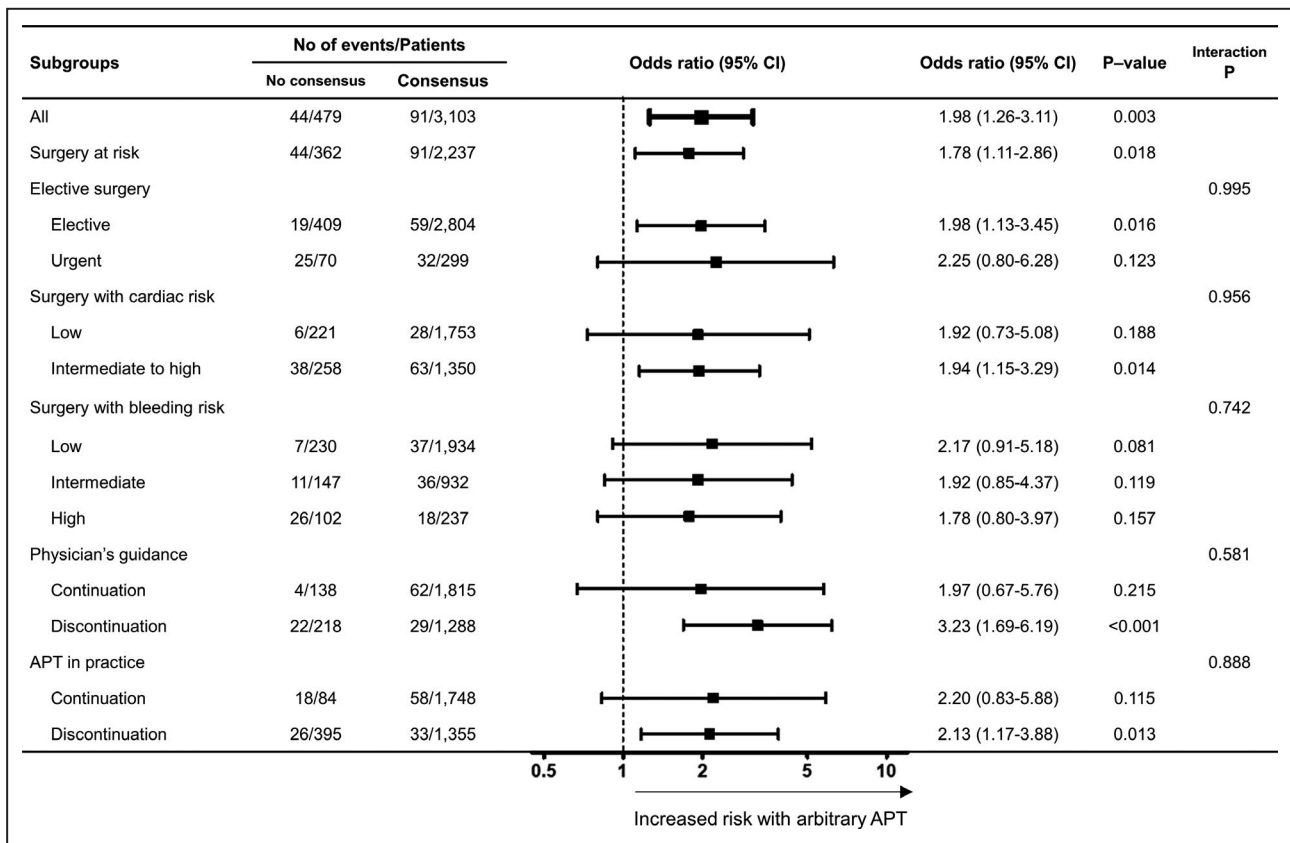 No of events/Patients
Interaction
Subgroups Odds ratio (95% CI) Odds ratio (95% CI) P–value P
No consensus Consensus
All 44/479 91/3,103 1.98 (1.26-3.11) 0.003
Surgery at risk 44/362 91/2,237 1.78 (1.11-2.86) 0.018
Elective surgery 0.995
Elective 19/409 59/2,804 1.98 (1.13-3.45) 0.016
Urgent 25/70 32/299 2.25 (0.80-6.28) 0.123
Surgery with cardiac risk 0.956
Low 6/221 28/1,753 1.92 (0.73-5.08) 0.188
Intermediate to high 38/258 63/1,350 1.94 (1.15-3.29) 0.014
Surgery with bleeding risk 0.742
Low 7/230 37/1,934 2.17 (0.91-5.18) 0.081
Intermediate 11/147 36/932 1.92 (0.85-4.37) 0.119
High 26/102 18/237 1.78 (0.80-3.97) 0.157
Physician's guidance 0.581
Continuation 4/138 62/1,815 1.97 (0.67-5.76) 0.215
Discontinuation 22/218 29/1,288 3.23 (1.69-6.19) <0.001
APT in practice 0.888
Continuation 18/84 58/1,748 2.20 (0.83-5.88) 0.115
Discontinuation 26/395 33/1,355 2.13 (1.17-3.88) 0.013
0.5 1 2 5 10
Increased risk with arbitrary APT